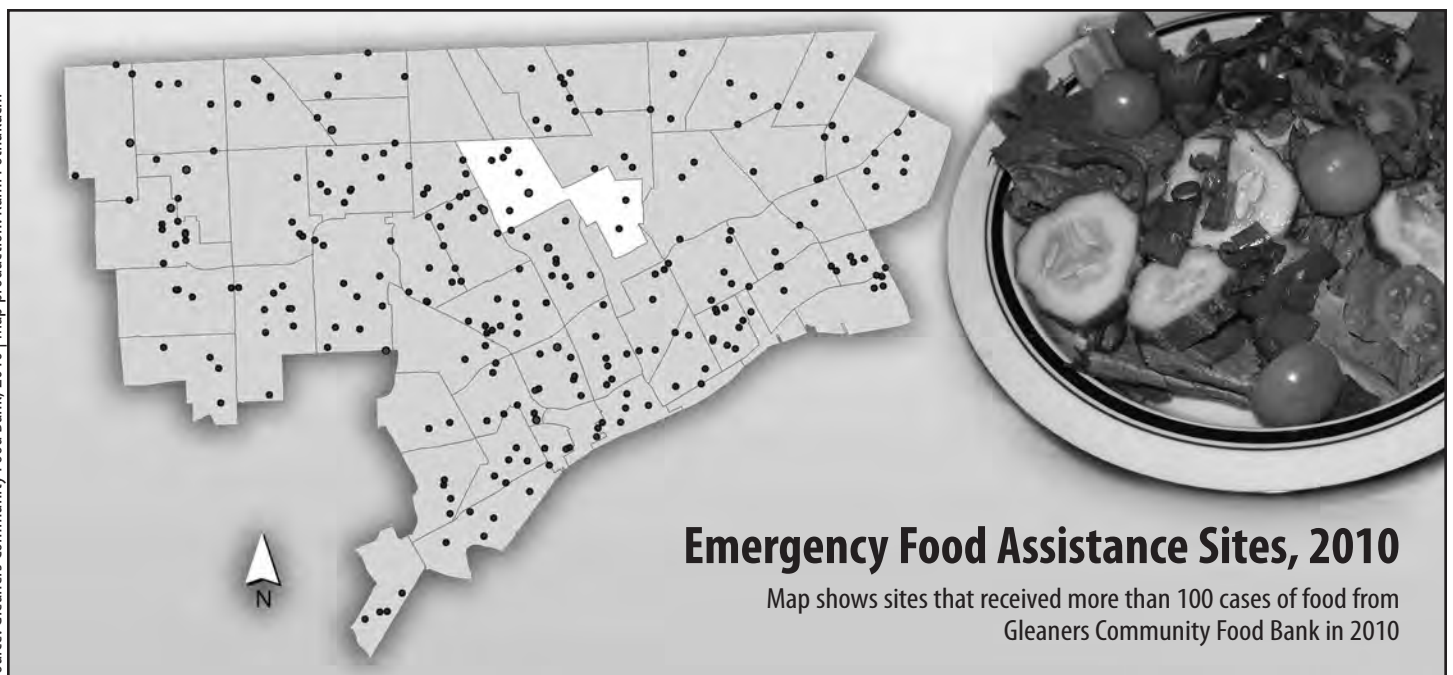 Emergency Food Assistance Sites, 2010
Map shows sites that received more than 100 cases of food from
Gleaners Community Food Bank in 2010
N